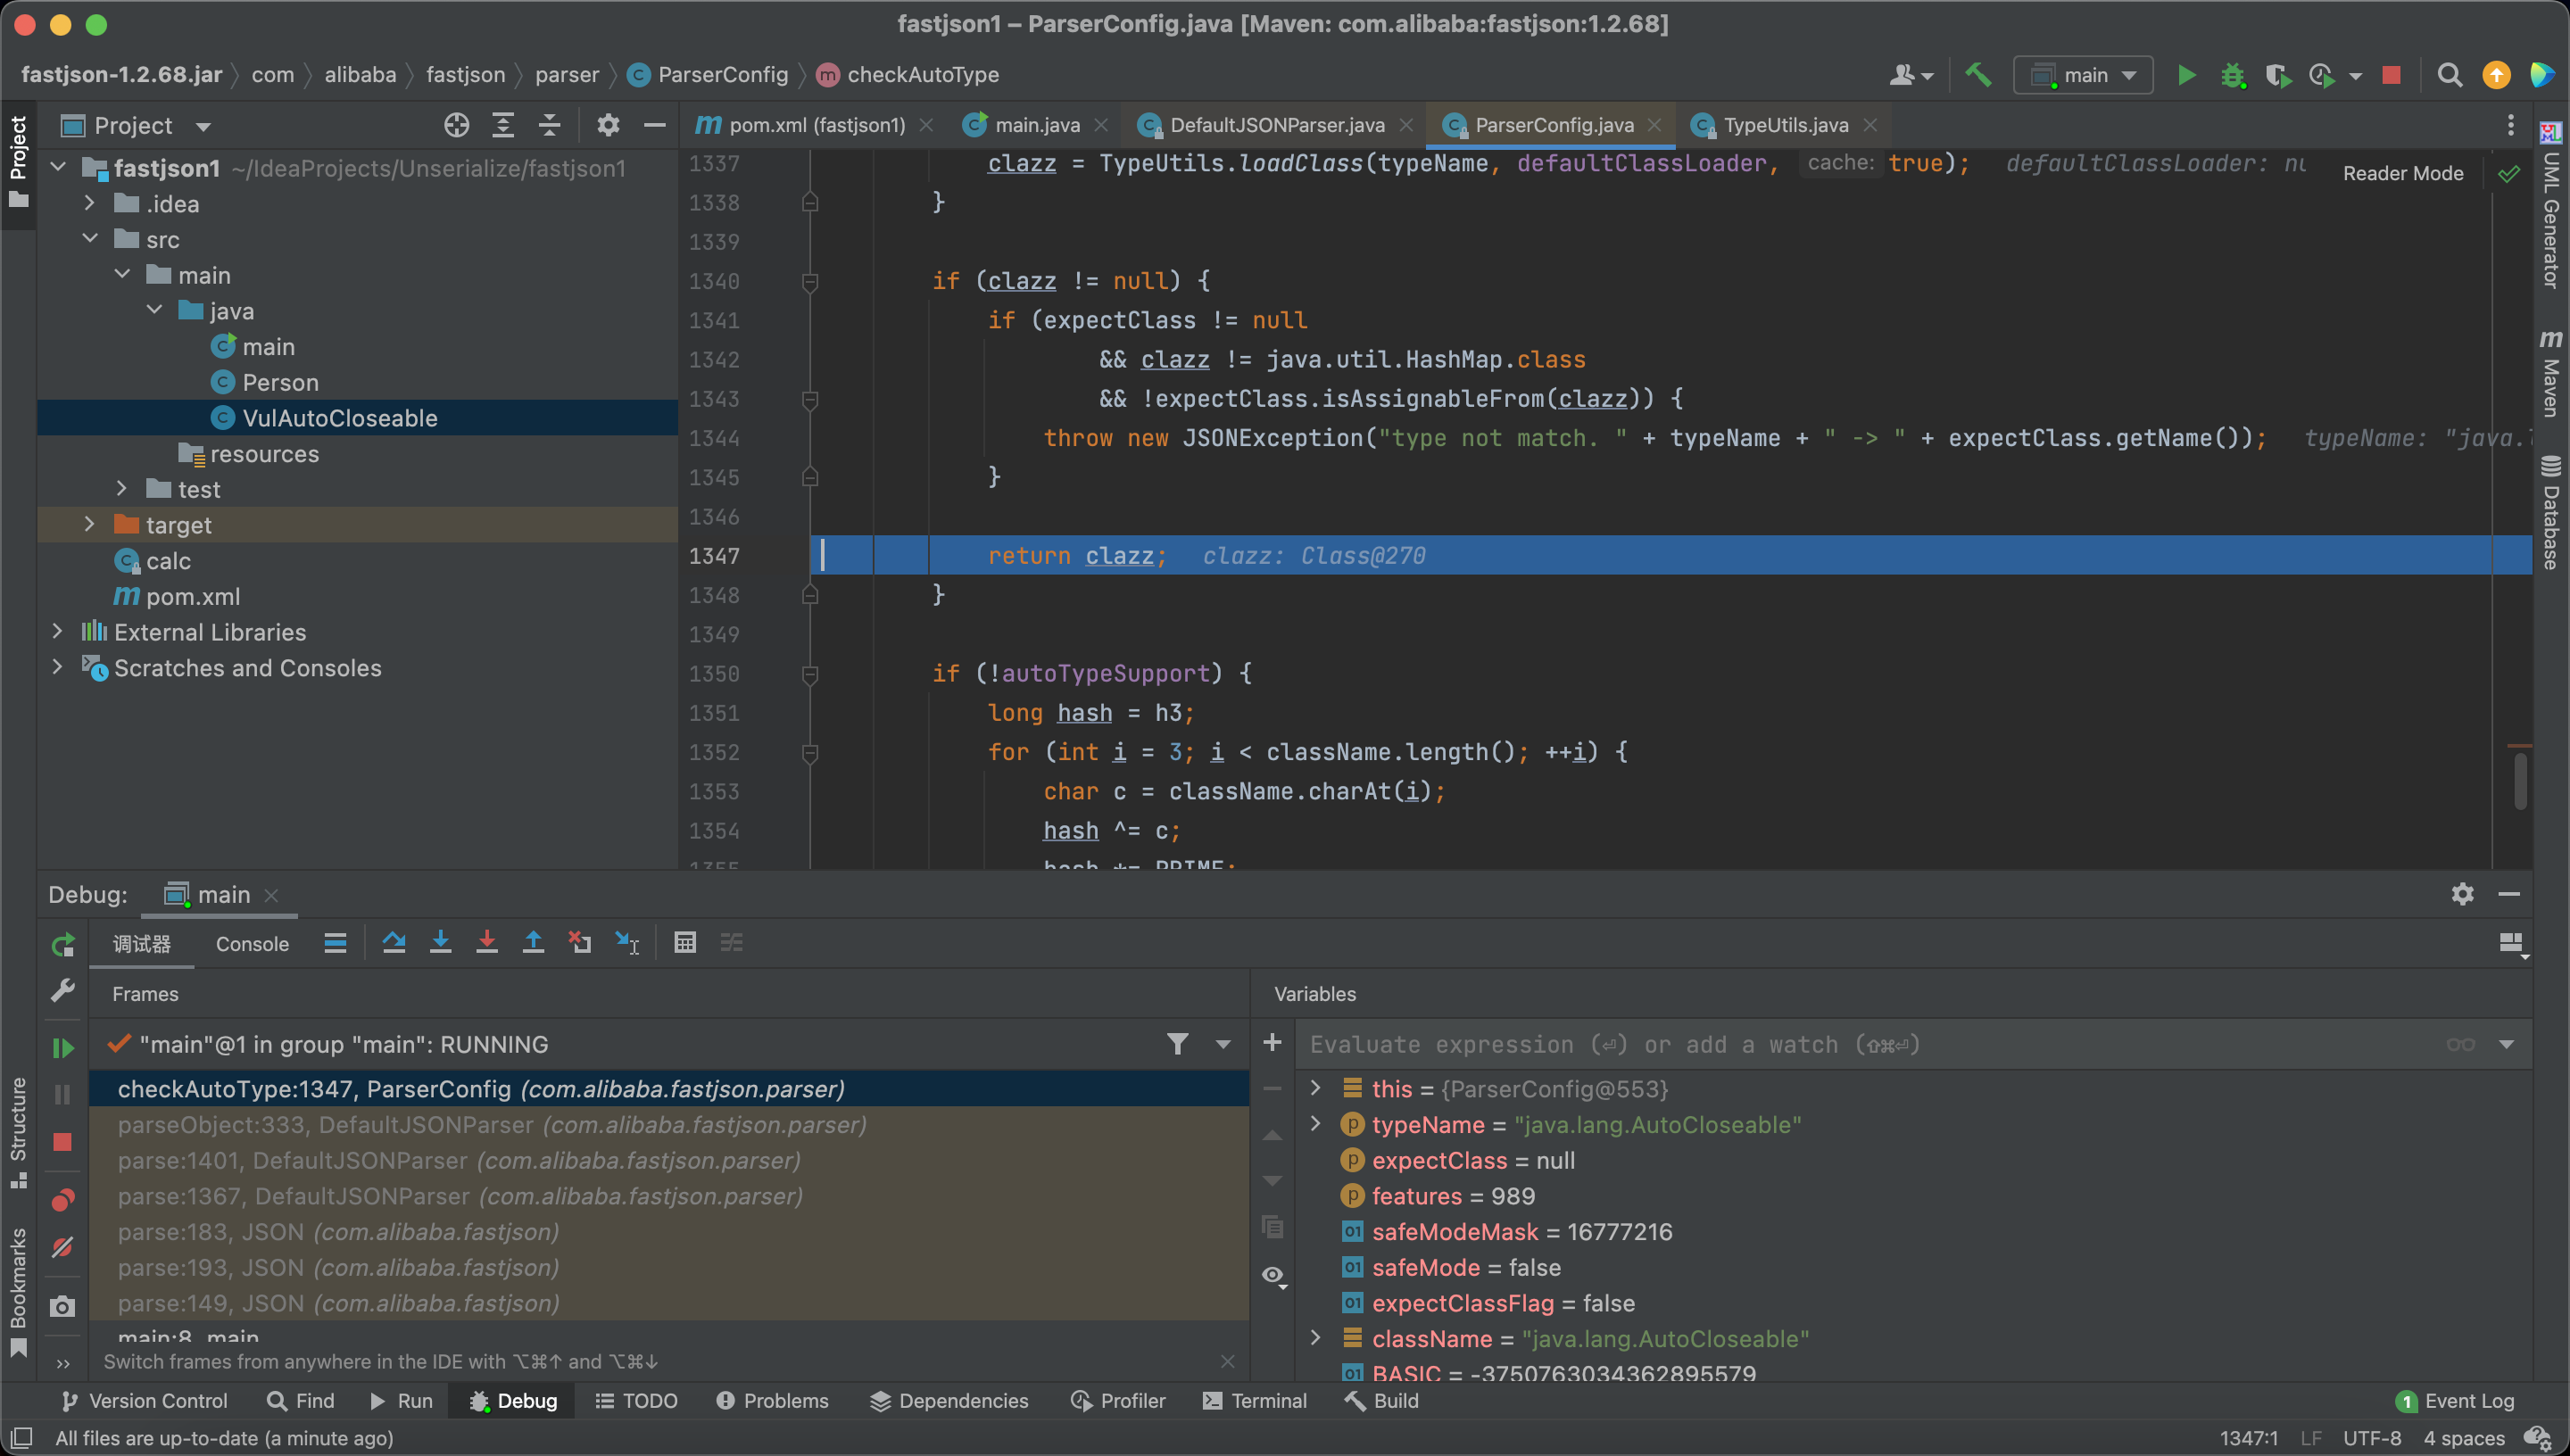 fastjson1 – ParserConfig.java [Maven: com.alibaba:fastjson:1.2.68]
fastjson-1.2.68.jar com alibaba fastjson parser ParserConfig checkAutoType
main
Project
pom.xml (fastjson1) main.java DefaultJSONParser.java ParserConfig.java TypeUtils.java
Project
fastjson1 ~/IdeaProjects/Unserialize/fastjson1
.idea
src
main
java
main
Person
VulAutoCloseable
resources
test
target
calc
pom.xml
External Libraries
Scratches and Consoles
Reader Mode
1337 clazz = TypeUtils.loadClass(typeName, defaultClassLoader, cache: true); defaultClassLoader: nu
1338 }
1339
1340 if (clazz != null) {
1341 if (expectClass != null
1342 && clazz != java.util.HashMap.class
1343 && !expectClass.isAssignableFrom(clazz)) {
1344 throw new JSONException("type not match. " + typeName + " -> " + expectClass.getName()); typeName: "java.l
1345 }
1346
1347 return clazz; clazz: Class@270
1348 }
1349
1350 if (!autoTypeSupport) {
1351 long hash = h3;
1352 for (int i = 3; i < className.length(); ++i) {
1353 char c = className.charAt(i);
1354 hash ^= c;
1355 hash *= PRIME;
UML Generator
Maven
Database
Debug: main
调试器 Console
Frames
"main"@1 in group "main": RUNNING
checkAutoType:1347, ParserConfig (com.alibaba.fastjson.parser)
parseObject:333, DefaultJSONParser (com.alibaba.fastjson.parser)
parse:1401, DefaultJSONParser (com.alibaba.fastjson.parser)
parse:1367, DefaultJSONParser (com.alibaba.fastjson.parser)
parse:183, JSON (com.alibaba.fastjson)
parse:193, JSON (com.alibaba.fastjson)
parse:149, JSON (com.alibaba.fastjson)
main:8, main
Switch frames from anywhere in the IDE with ⌥⌘↑ and ⌥⌘↓
Variables
Evaluate expression (⏎) or add a watch (⇧⌘⏎)
this = {ParserConfig@553}
typeName = "java.lang.AutoCloseable"
expectClass = null
features = 989
safeModeMask = 16777216
safeMode = false
expectClassFlag = false
className = "java.lang.AutoCloseable"
BASIC = -3750763034362895579
Structure
Bookmarks
Version Control Find Run Debug TODO Problems Dependencies Profiler Terminal Build 1 Event Log
All files are up-to-date (a minute ago) 1347:1 LF UTF-8 4 spaces